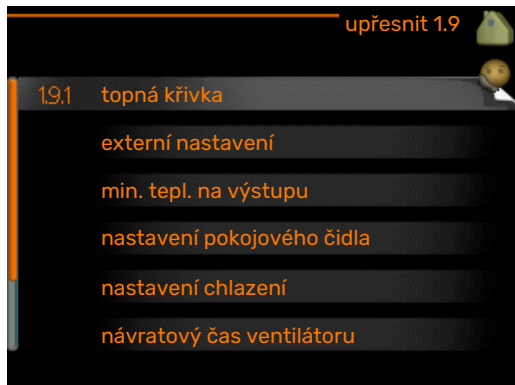 upřesnit 1.9
1.9.1 topná křivka
externí nastavení
min. tepl. na výstupu
nastavení pokojového čidla
nastavení chlazení
návratový čas ventilátoru